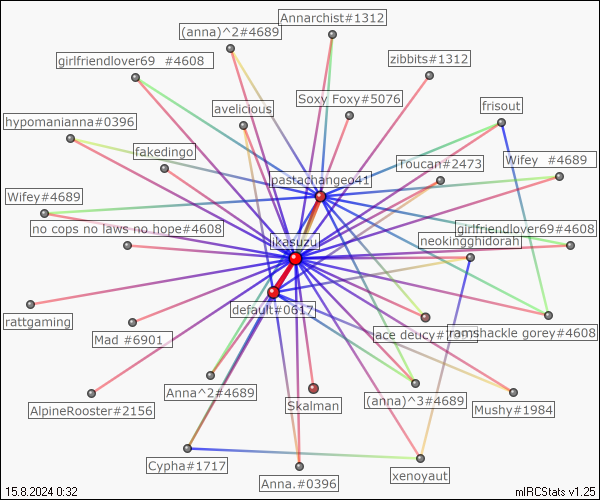 Annarchist#1312
(anna)^2#4689
zibbits#1312
girlfriendlover69 #4608
Soxy Foxy#5076
avelicious
frisout
hypomanianna#0396
fakedingo
Toucan#2473
Wifey #4689
pastachangeo41
Wifey#4689
no cops no laws no hope#4608
girlfriendlover69#4608
ikasuzu
neokingghidorah
default#0617
rattgaming
Mad #6901
ace deucy
ramshackle gorey#4608
Anna^2#4689
AlpineRooster#2156
Skalman
(anna)^3#4689
Mushy#1984
Cypha#1717
Anna.#0396
xenoyaut
15.8.2024 0:32
mIRCStats v1.25